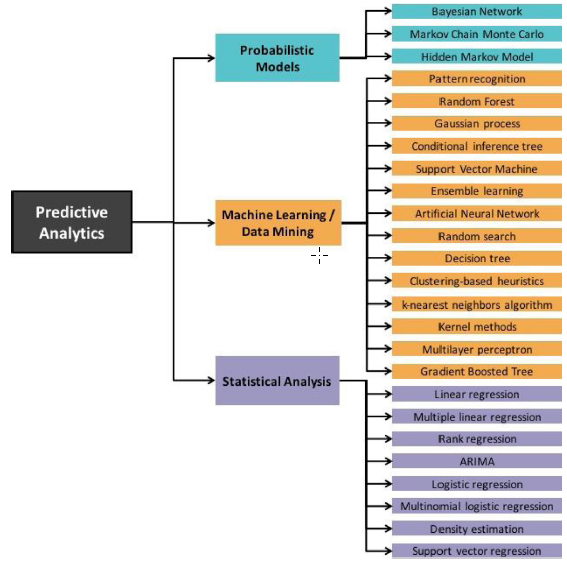 Predictive
Analytics
Probabilistic
Models
Bayesian Network
Markov Chain Monte Carlo
Hidden Markov Model
Machine Learning /
Data Mining
Pattern recognition
Random Forest
Gaussian process
Conditional inference tree
Support Vector Machine
Ensemble learning
Artificial Neural Network
Random search
Decision tree
Clustering-based heuristics
k-nearest neighbors algorithm
Kernel methods
Multilayer perceptron
Gradient Boosted Tree
Statistical Analysis
Linear regression
Multiple linear regression
Rank regression
ARIMA
Logistic regression
Multinomial logistic regression
Density estimation
Support vector regression